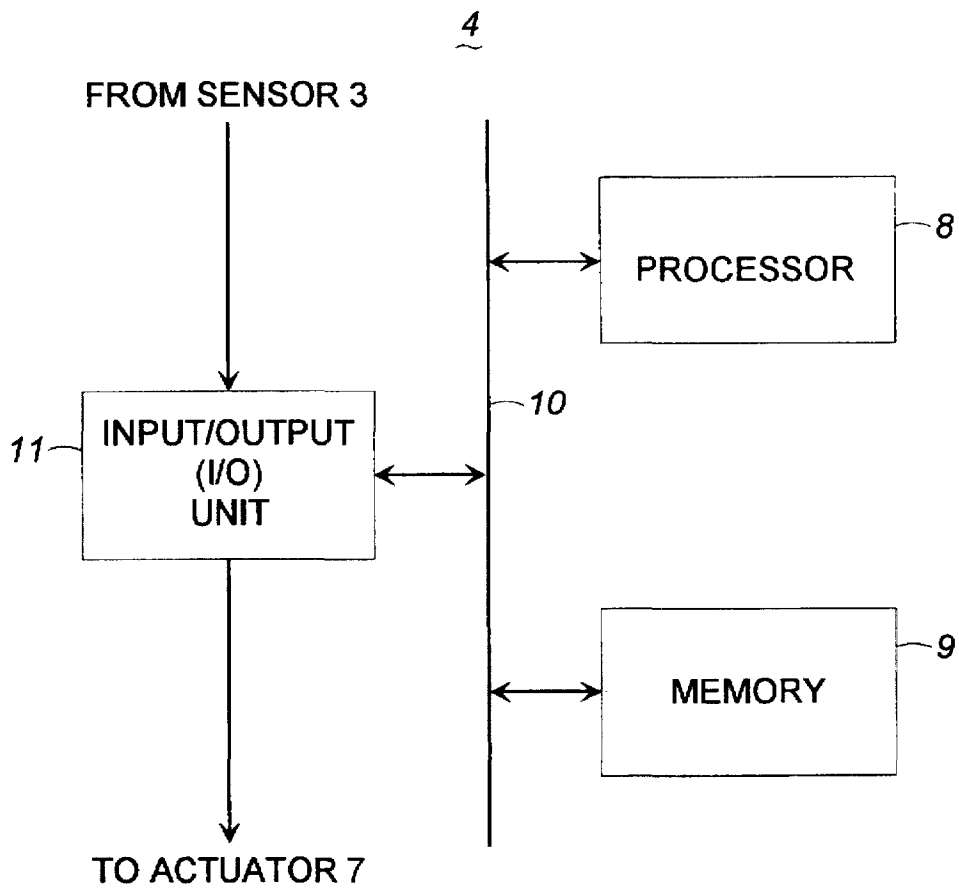 4
FROM SENSOR 3
8
PROCESSOR
10
11
INPUT/OUTPUT
(I/O)
UNIT
9
MEMORY
TO ACTUATOR 7